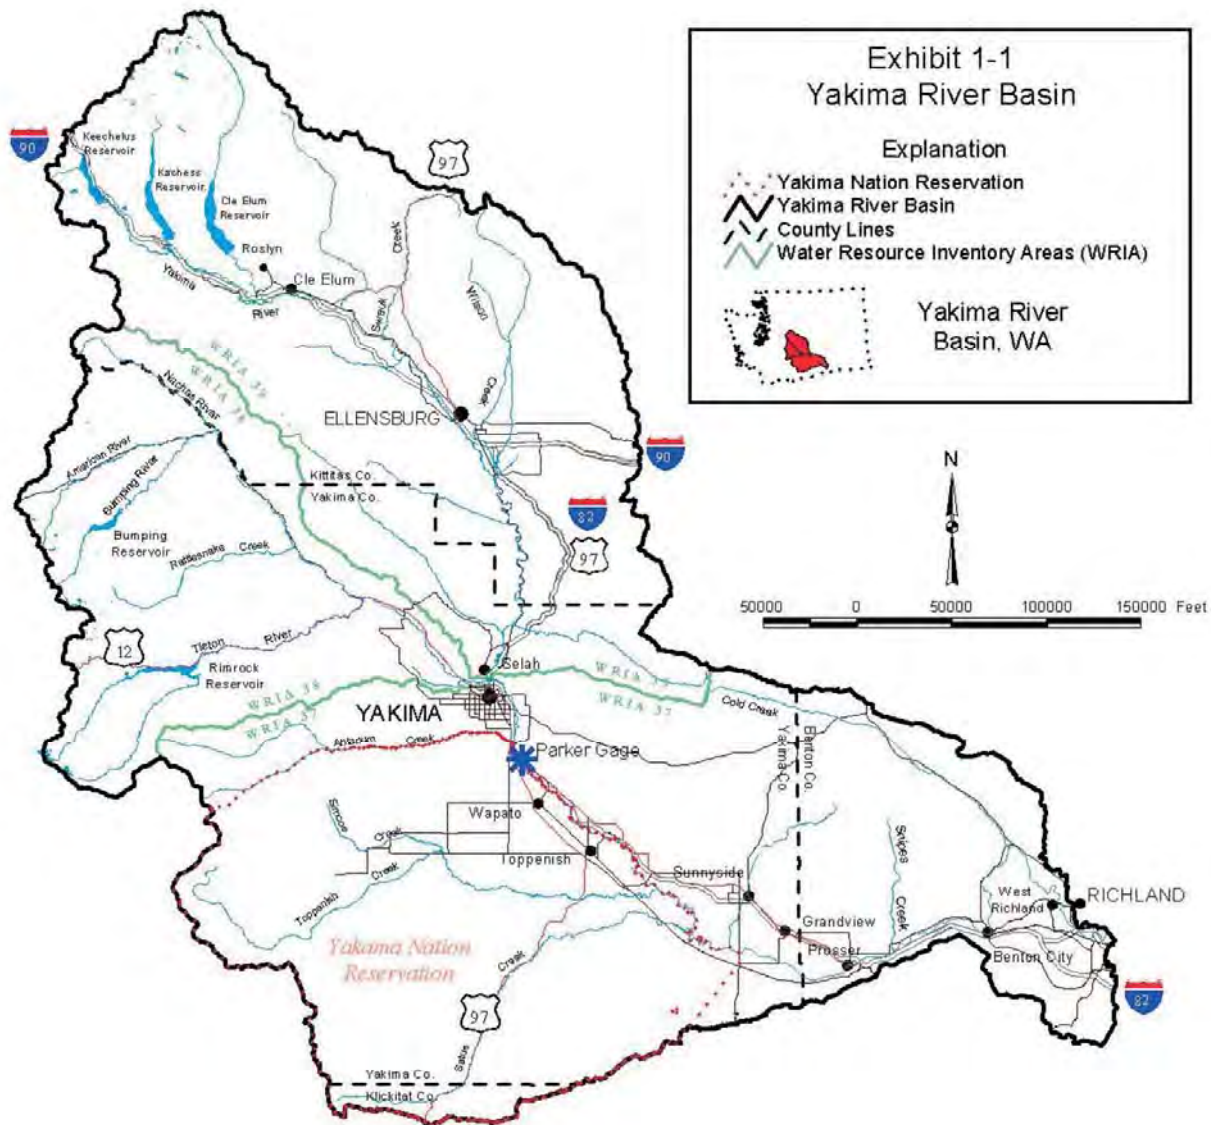 Exhibit 1-1
Yakima River Basin
Explanation
Yakima Nation Reservation
Yakima River Basin
County Lines
Water Resource Inventory Areas (WRIA)
Yakima River
Basin, WA
90
Keechelus
Reservoir
Kachess
Reservoir
Cle Elum
Reservoir
97
Roslyn
Cle Elum
Yakima
River
Swauk
Creek
Wilson
Creek
WRIA 39
WRIA 38
Naches River
ELLENSBURG
American River
Bumping River
Kittitas Co.
Yakima Co.
90
N
82
97
Bumping
Reservoir
Rattlesnake Creek
50000 0 50000 100000 150000 Feet
12
Tieton River
Rimrock
Reservoir
Selah
WRIA 38
WRIA 37
WRIA 37
YAKIMA
Cold Creek
Ahtanum Creek
Parker Gage
Benton Co.
Yakima Co.
Simcoe
Creek
Wapato
Toppenish
Toppenish
Creek
Sunnyside
Snipes
Creek
West
Richland
RICHLAND
Grandview
Prosser
Benton City
Yakama Nation
Reservation
Creek
97
Satus
82
Yakima Co.
Klickitat Co.